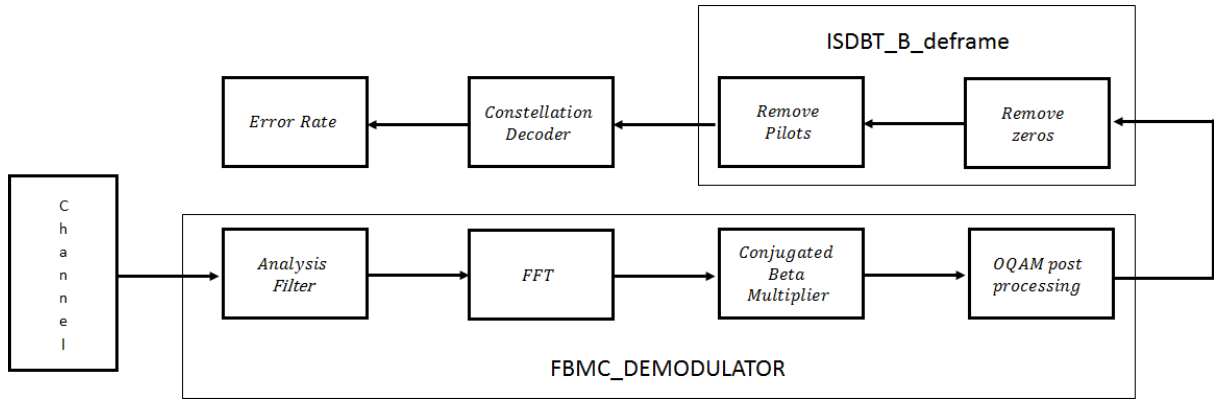 ISDBT_B_deframe
Error Rate
Constellation
Decoder
Remove
Pilots
Remove
zeros
C
h
a
n
n
e
l
Analysis
Filter
FFT
Conjugated
Beta
Multiplier
OQAM post
processing
FBMC_DEMODULATOR